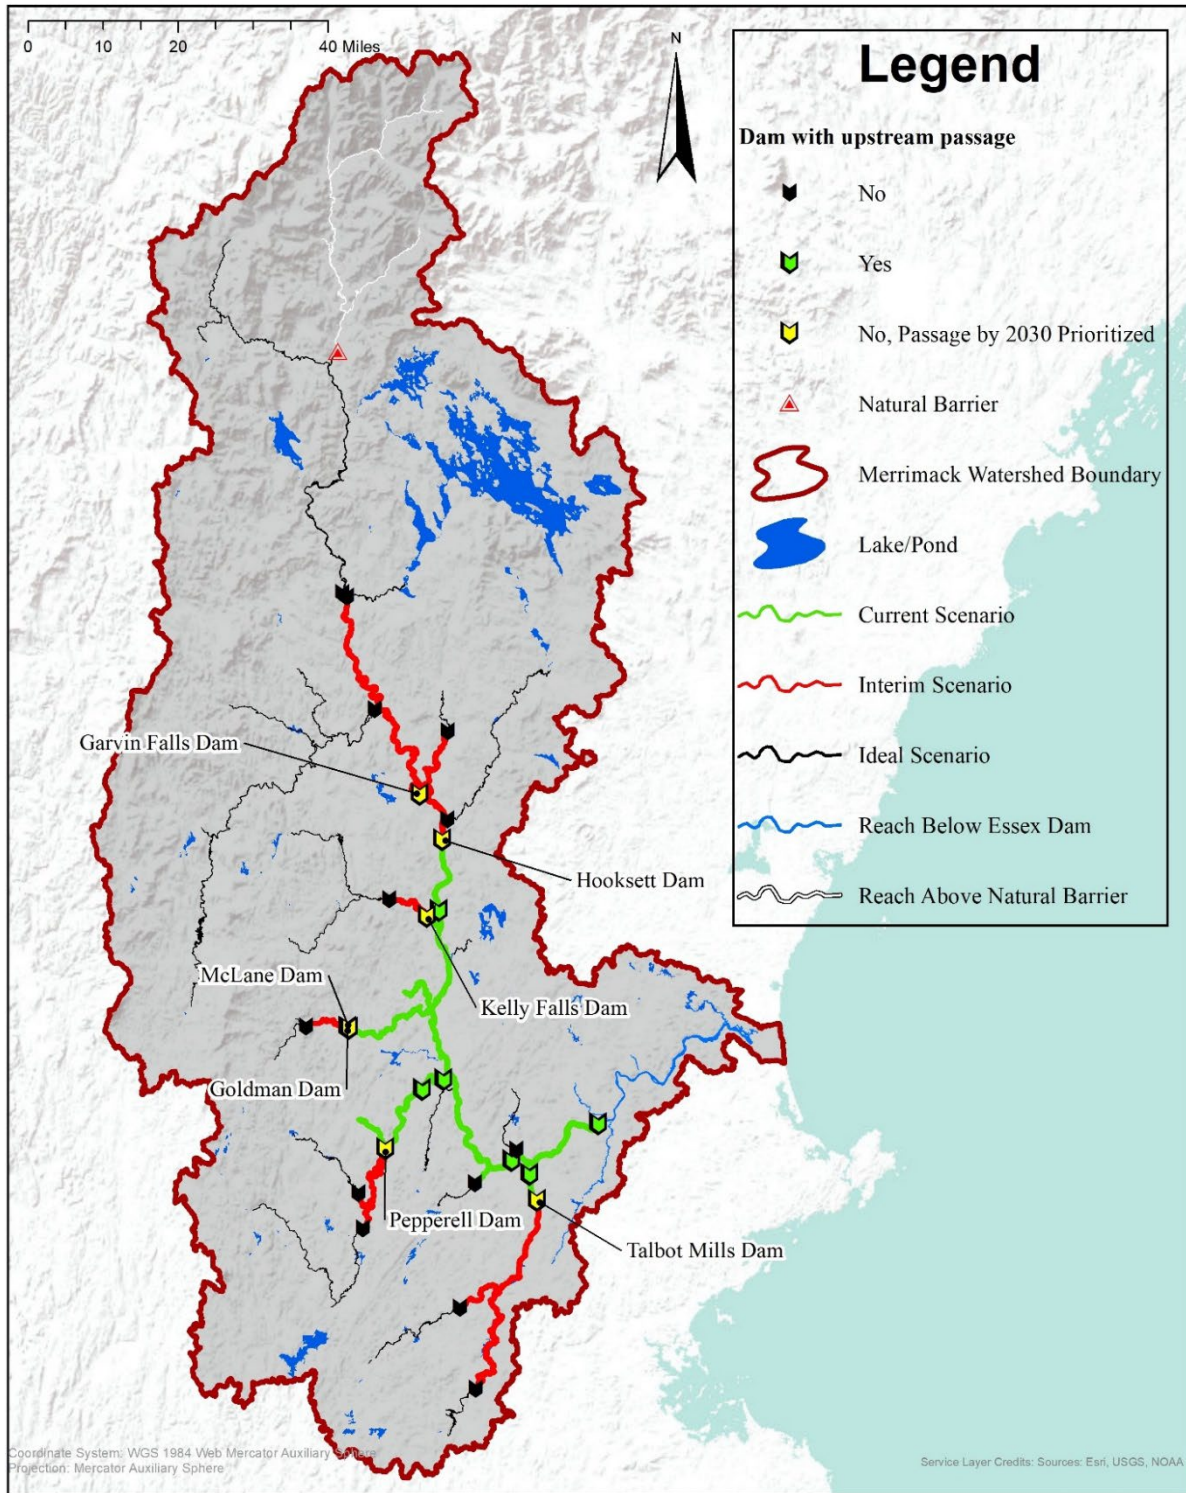 0 10 20 40 Miles
N
Legend
Dam with upstream passage
No
Yes
No, Passage by 2030 Prioritized
Natural Barrier
Merrimack Watershed Boundary
Lake/Pond
Current Scenario
Interim Scenario
Ideal Scenario
Reach Below Essex Dam
Reach Above Natural Barrier
Garvin Falls Dam
Hooksett Dam
McLane Dam
Kelly Falls Dam
Goldman Dam
Pepperell Dam
Talbot Mills Dam
Coordinate System: WGS 1984 Web Mercator Auxiliary Sphere
Projection: Mercator Auxiliary Sphere
Service Layer Credits: Sources: Esri, USGS, NOAA